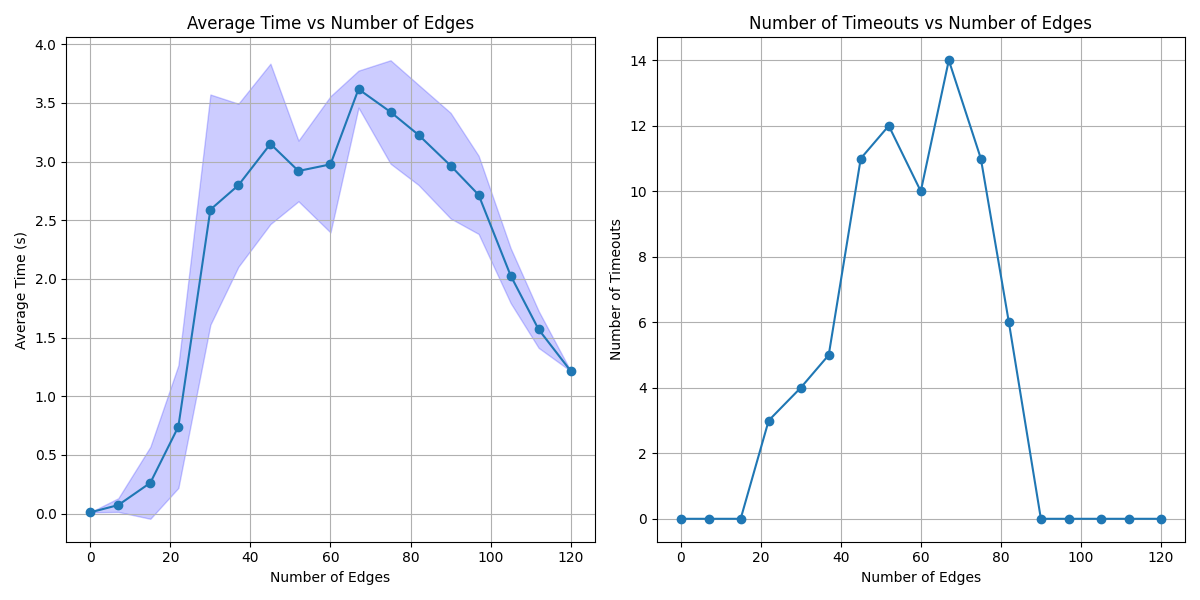 Average Time vs Number of Edges
Average Time (s)
4.0
3.5
3.0
2.5
2.0
1.5
1.0
0.5
0.0
0 20 40 60 80 100 120
Number of Edges
Number of Timeouts vs Number of Edges
Number of Timeouts
14
12
10
8
6
4
2
0
0 20 40 60 80 100 120
Number of Edges